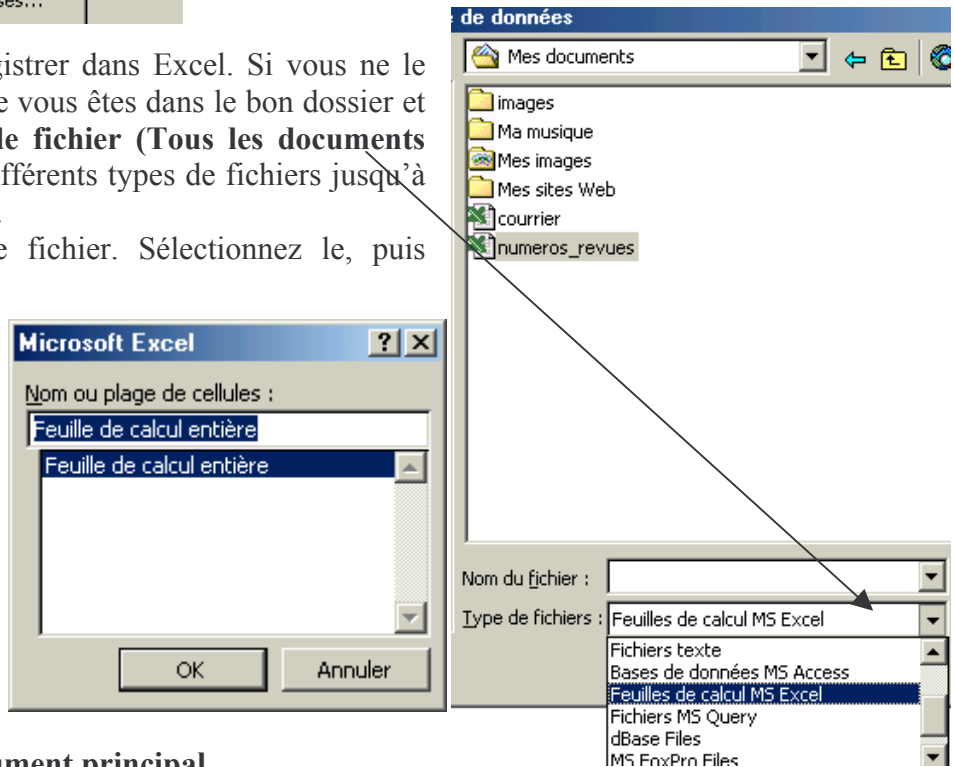 de données
Mes documents
gistrer dans Excel. Si vous ne le
vous êtes dans le bon dossier et
le fichier (Tous les documents
fférents types de fichiers jusqu'à
fichier. Sélectionnez le, puis
images
Ma musique
Mes images
Mes sites Web
courrier
numeros_revues
Microsoft Excel
Nom ou plage de cellules :
Feuille de calcul entière
Feuille de calcul entière
OK Annuler
Nom du fichier :
Type de fichiers : Feuilles de calcul MS Excel
Fichiers texte
Bases de données MS Access
Feuilles de calcul MS Excel
Fichiers MS Query
dBase Files
MS FoxPro Files
ument principal